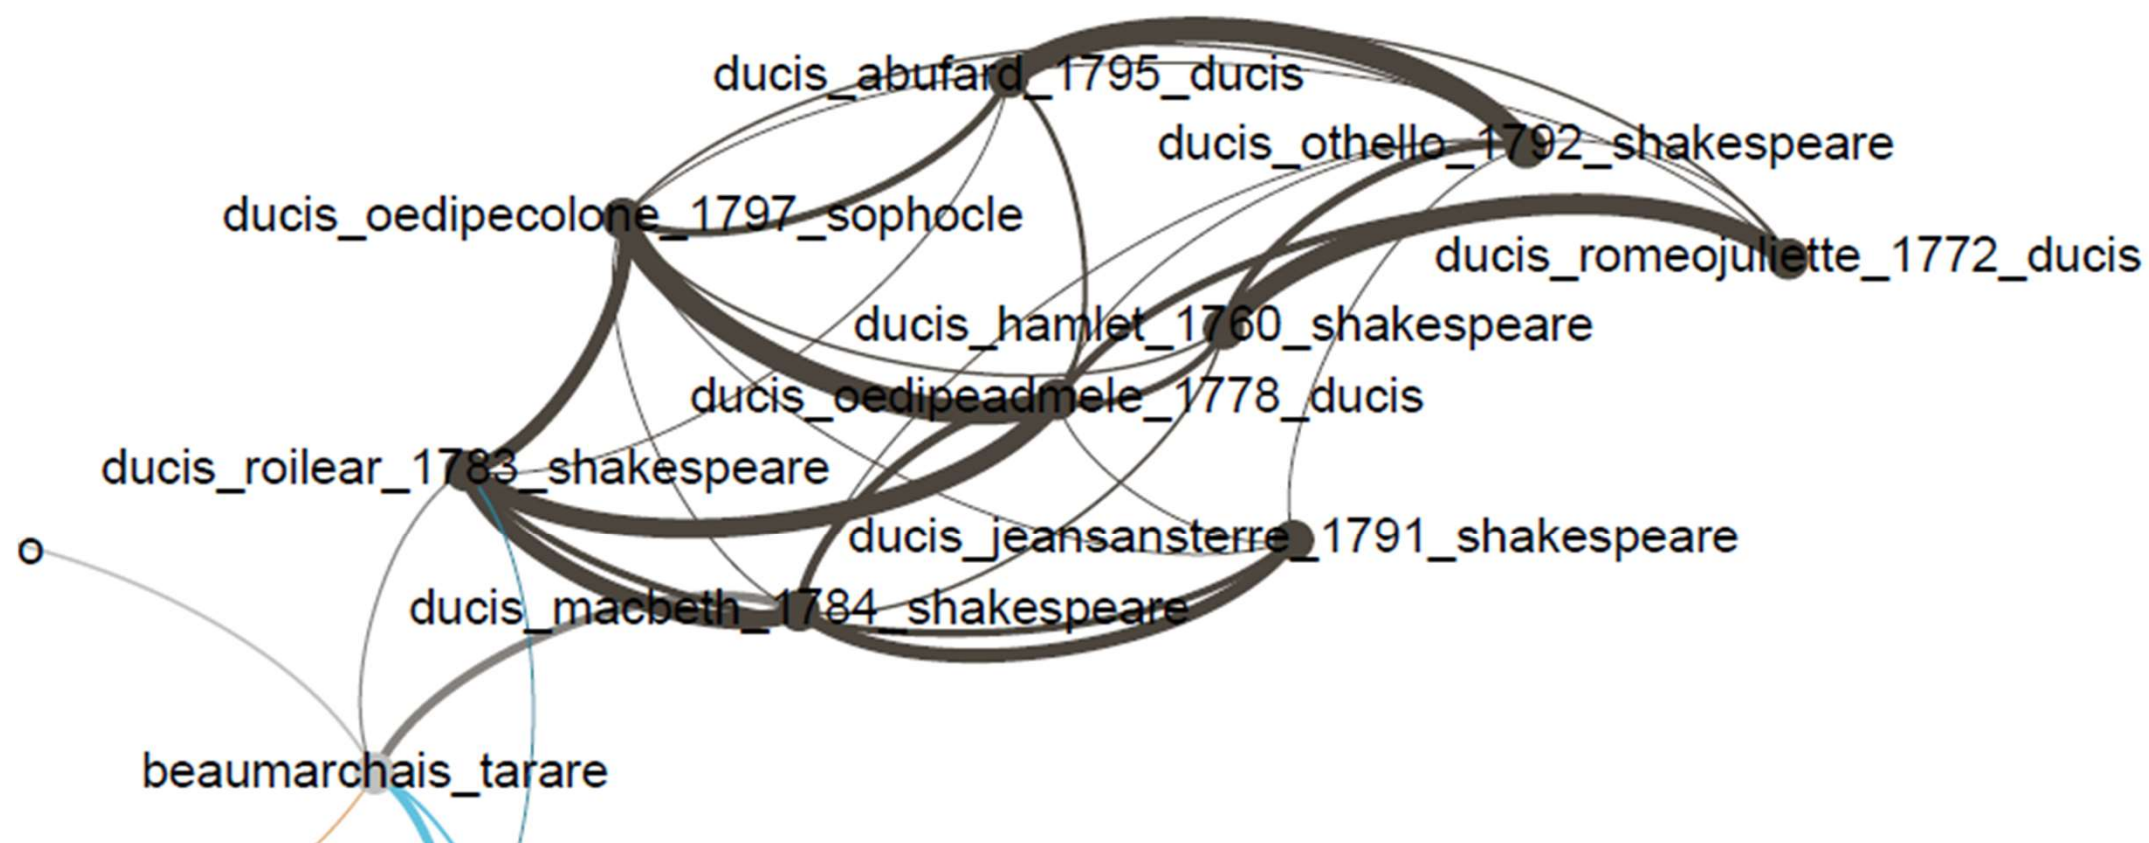 ducis_abufard_1795_ducis
ducis_othello_1792_shakespeare
ducis_oedipecolone_1797_sophocle
ducis_romeojuliette_1772_ducis
ducis_hamlet_1760_shakespeare
ducis_oedipeadmele_1778_ducis
ducis_roilear_1783_shakespeare
ducis_jeansansterre_1791_shakespeare
o
ducis_macbeth_1784_shakespeare
beaumarchais_tarare